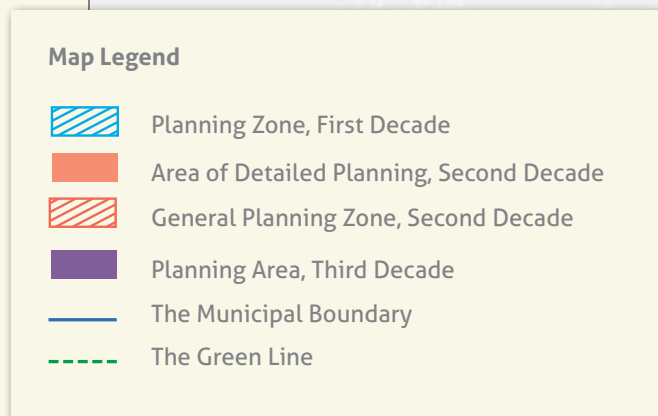 Map Legend
Planning Zone, First Decade
Area of Detailed Planning, Second Decade
General Planning Zone, Second Decade
Planning Area, Third Decade
The Municipal Boundary
The Green Line